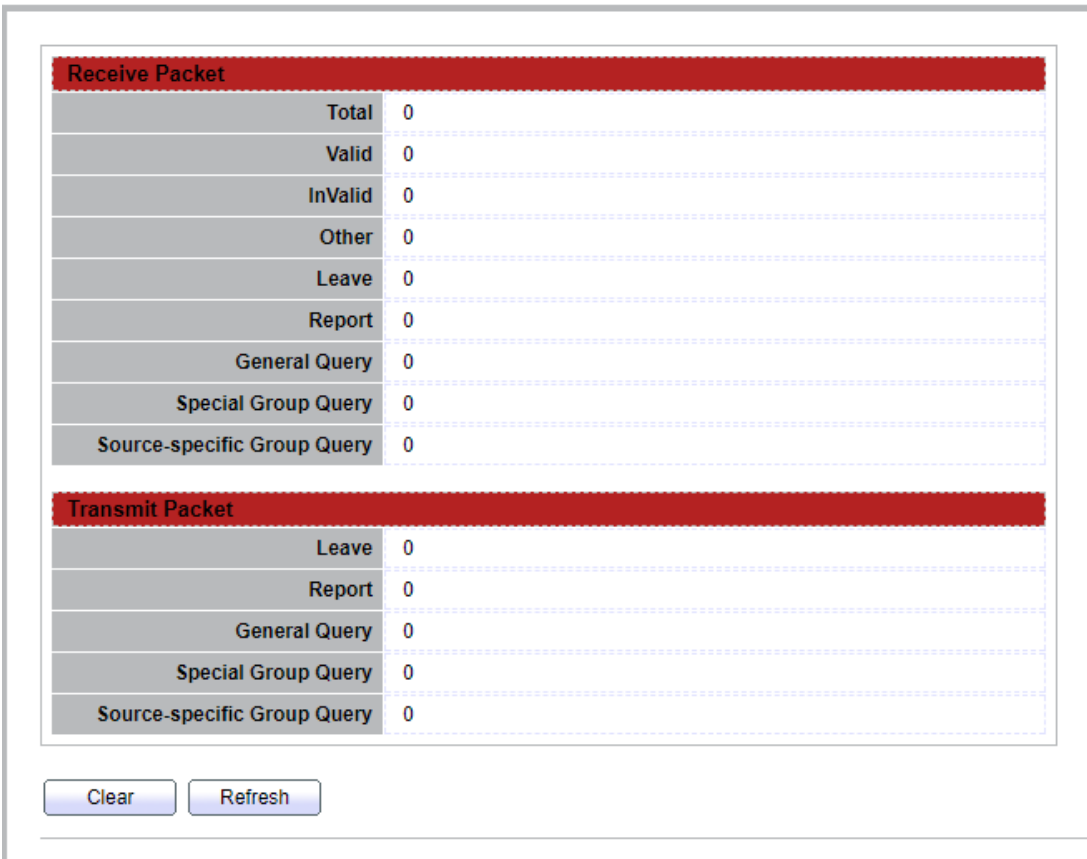 Receive Packet
Total 0
Valid 0
InValid 0
Other 0
Leave 0
Report 0
General Query 0
Special Group Query 0
Source-specific Group Query 0
Transmit Packet
Leave 0
Report 0
General Query 0
Special Group Query 0
Source-specific Group Query 0
Clear Refresh